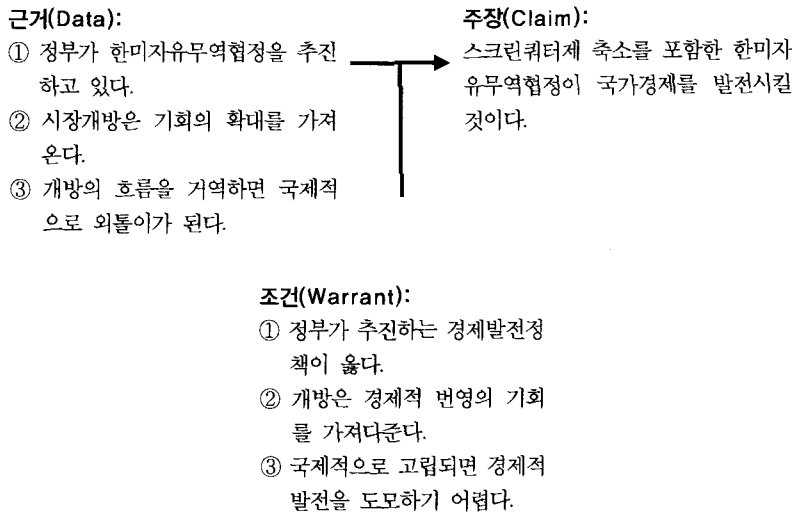 근거(Data):
① 정부가 한미자유무역협정을 추진
하고 있다.
② 시장개방은 기회의 확대를 가져
온다.
③ 개방의 흐름을 거역하면 국제적
으로 외톨이가 된다.
주장(Claim):
스크린쿼터제 축소를 포함한 한미자
유무역협정이 국가경제를 발전시킬
것이다.
조건(Warrant):
① 정부가 추진하는 경제발전정
책이 옳다.
② 개방은 경제적 번영의 기회
를 가져다준다.
③ 국제적으로 고립되면 경제적
발전을 도모하기 어렵다.